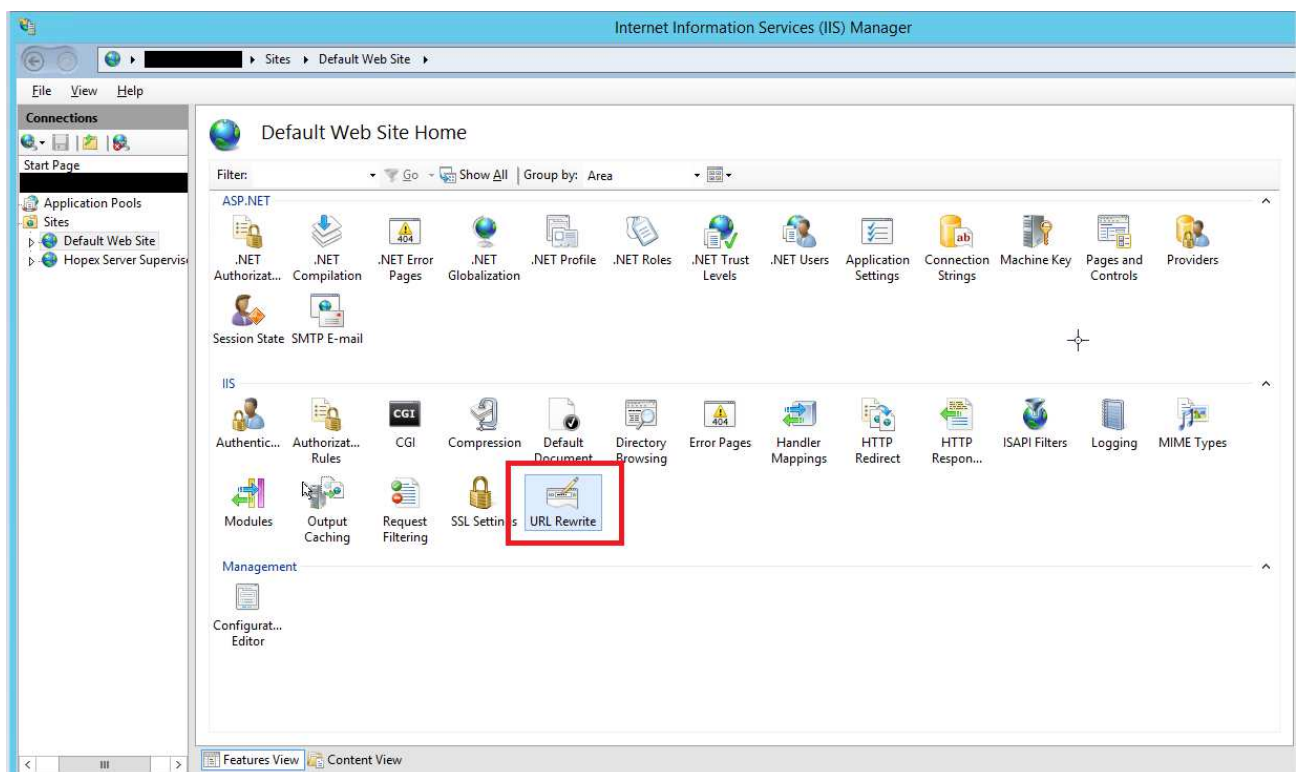 Internet Information Services (IIS) Manager
Sites Default Web Site
File View Help
Connections
Start Page
Application Pools
Sites
Default Web Site
Hopex Server Supervis
Default Web Site Home
Filter: Go Show All Group by: Area
ASP.NET
.NET Authorizat...
.NET Compilation
404
.NET Error Pages
.NET Globalization
.NET Profile
.NET Roles
.NET Trust Levels
.NET Users
Application Settings
ab
Connection Strings
Machine Key
Pages and Controls
Providers
Session State
SMTP E-mail
IIS
Authentic...
Authorizat... Rules
CGI
CGI
Compression
Default Document
Directory Browsing
404
Error Pages
Handler Mappings
HTTP Redirect
HTTP Respon...
ISAPI Filters
Logging
MIME Types
Modules
Output Caching
Request Filtering
SSL Settings
URL Rewrite
Management
Configurat... Editor
Features View Content View